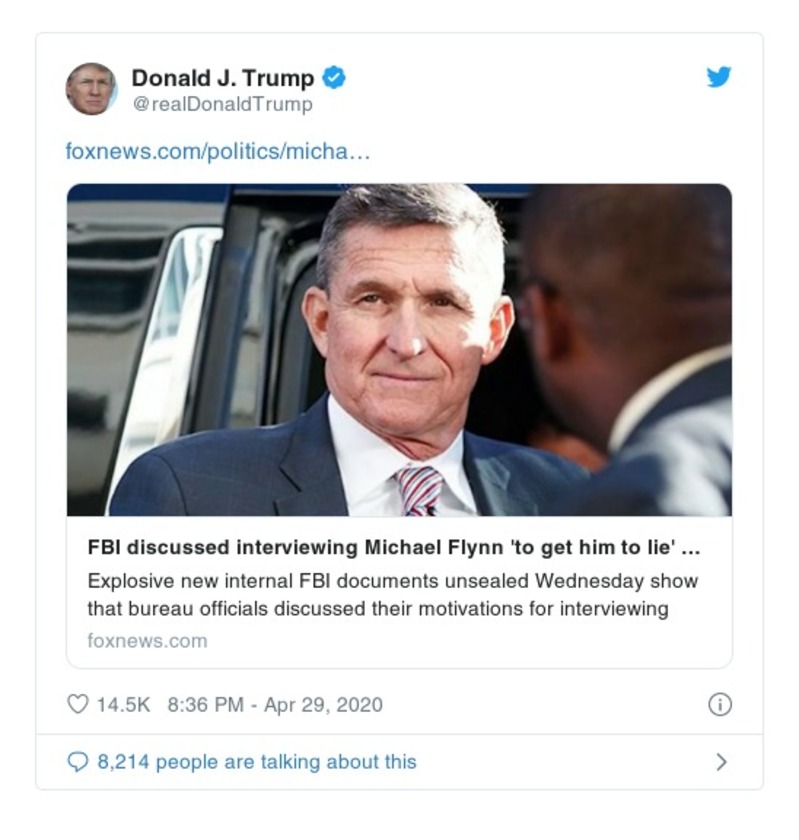 Donald J. Trump
@realDonaldTrump
foxnews.com/politics/micha…
FBI discussed interviewing Michael Flynn 'to get him to lie' ...
Explosive new internal FBI documents unsealed Wednesday show
that bureau officials discussed their motivations for interviewing
foxnews.com
14.5K 8:36 PM - Apr 29, 2020
8,214 people are talking about this